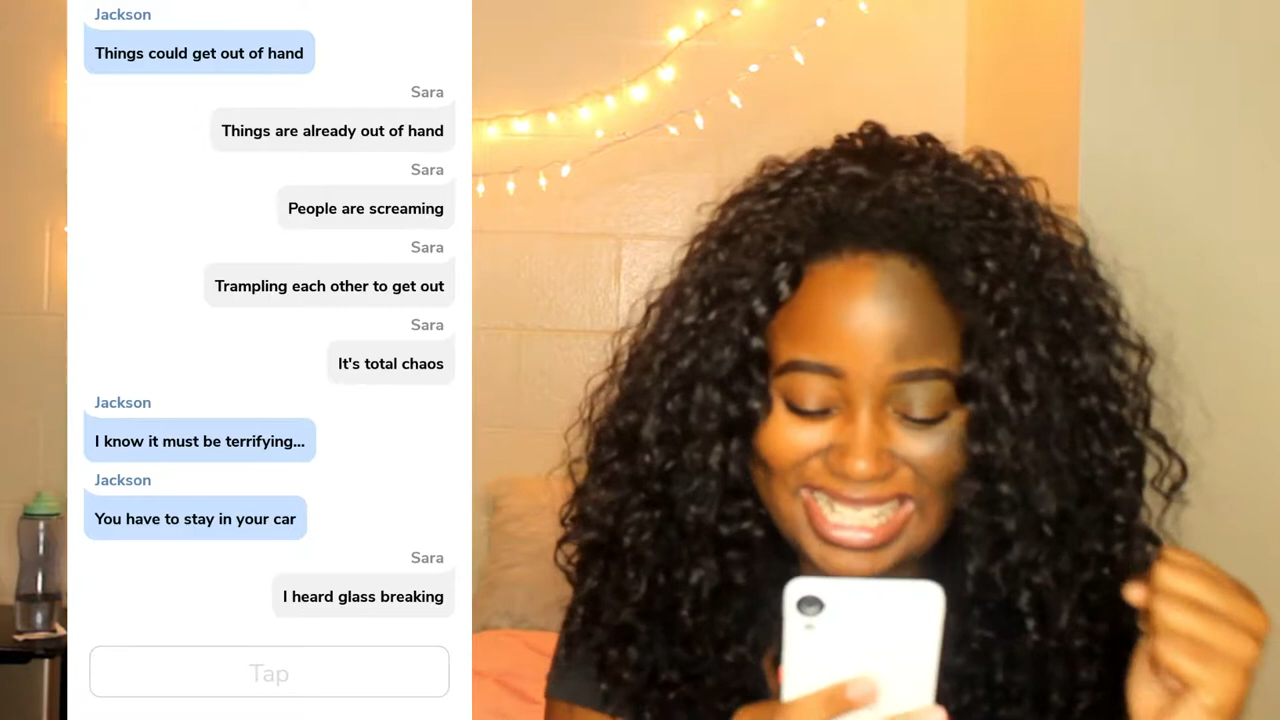 Jackson
Things could get out of hand
Sara
Things are already out of hand
Sara
People are screaming
Sara
Trampling each other to get out
Sara
It's total chaos
Jackson
I know it must be terrifying...
Jackson
You have to stay in your car
Sara
I heard glass breaking
Tap